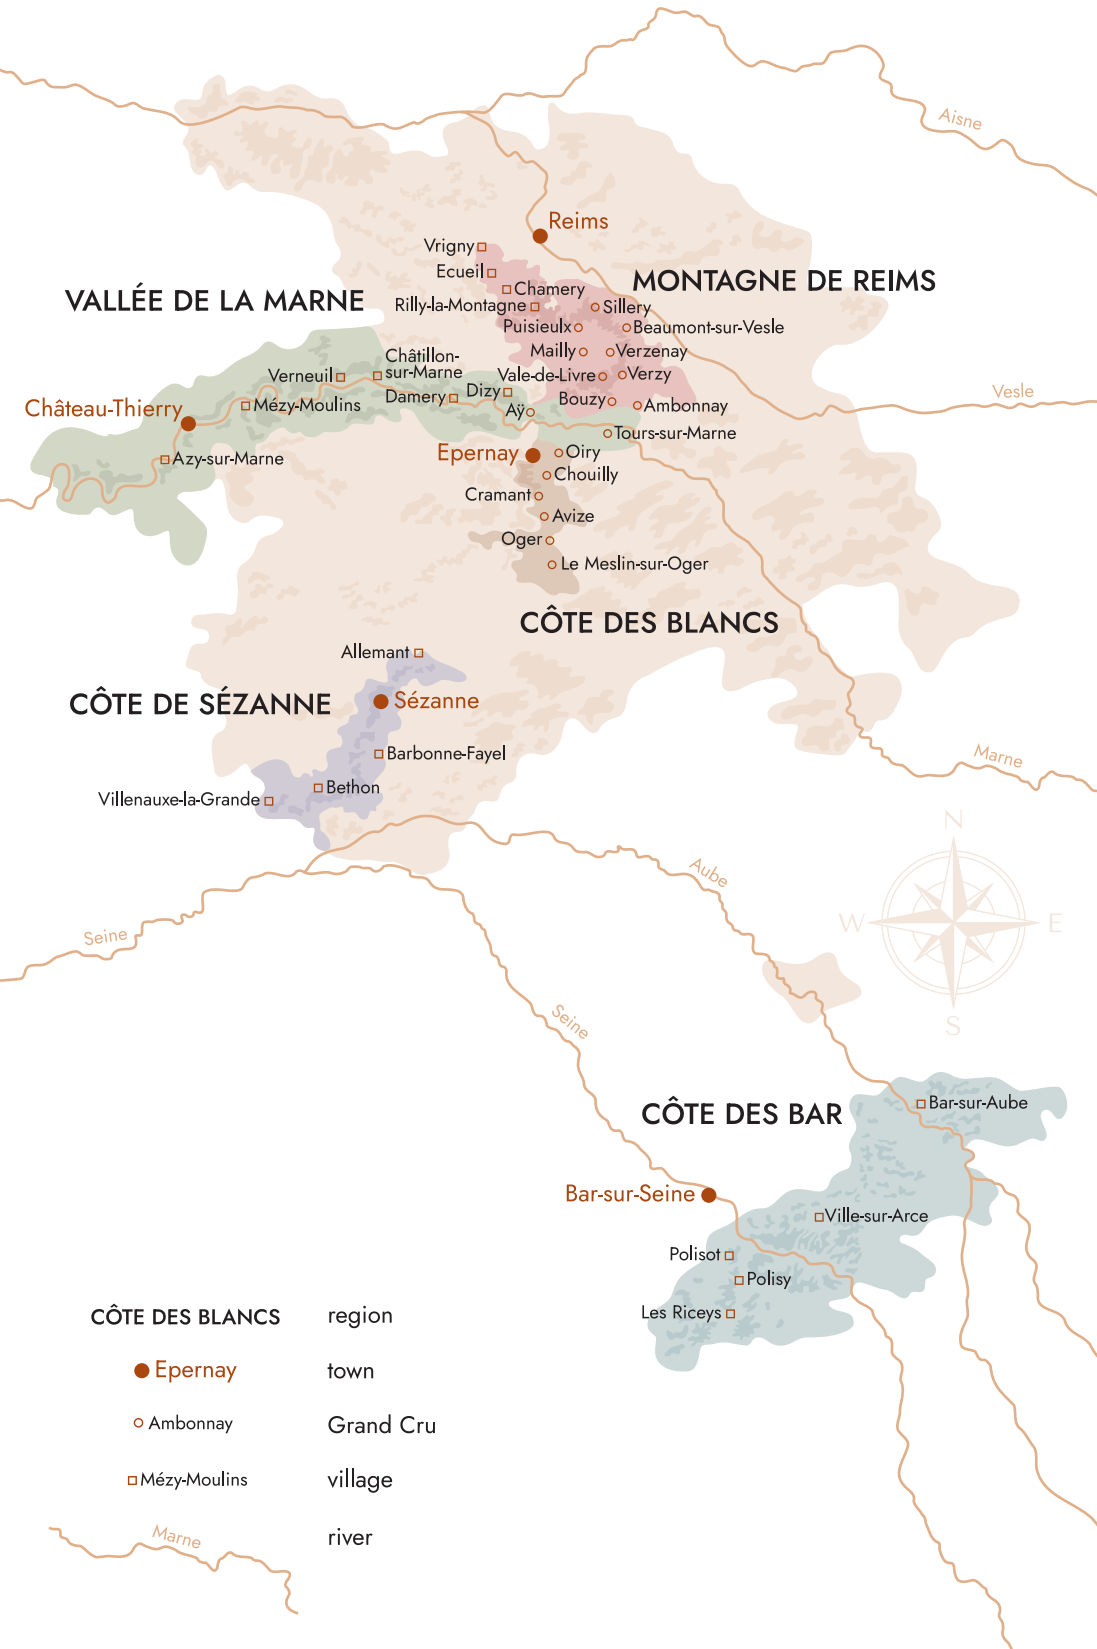 Aisne
Reims
Vrigny
Ecueil
MONTAGNE DE REIMS
Chamery
VALLÉE DE LA MARNE
Rilly-la-Montagne
Sillery
Puisieulx
Beaumont-sur-Vesle
Mailly
Verzenay
Châtillon-
sur-Marne
Verneuil
Vale-de-Livre
Verzy
Vesle
Dizy
Damery
Bouzy
Château-Thierry
Mézy-Moulins
Aÿ
Ambonnay
Tours-sur-Marne
Epernay
Oiry
Azy-sur-Marne
Chouilly
Cramant
Avize
Oger
Le Meslin-sur-Oger
CÔTE DES BLANCS
Allemant
CÔTE DE SÉZANNE
Sézanne
Barbonne-Fayel
Marne
Bethon
Villenauxe-la-Grande
N
Aube
W
E
Seine
Seine
S
CÔTE DES BAR
Bar-sur-Aube
Bar-sur-Seine
Ville-sur-Arce
Polisot
Polisy
Les Riceys
CÔTE DES BLANCS
region
Epernay
town
Ambonnay
Grand Cru
Mézy-Moulins
village
Marne
river